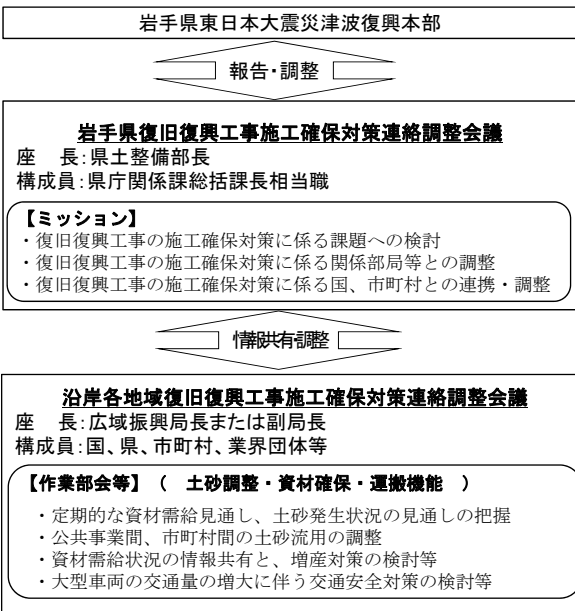 岩手県東日本大震災津波復興本部
報告・調整
岩手県復旧復興工事施工確保対策連絡調整会議
座　長：県土整備部長
構成員：県庁関係課総括課長相当職
【ミッション】
・復旧復興工事の施工確保対策に係る課題への検討
・復旧復興工事の施工確保対策に係る関係部局等との調整
・復旧復興工事の施工確保対策に係る国、市町村との連携・調整
情報共有・調整
沿岸各地域復旧復興工事施工確保対策連絡調整会議
座　長：広域振興局長または副局長
構成員：国、県、市町村、業界団体等
【作業部会等】（　土砂調整・資材確保・運搬機能　）
・定期的な資材需給見通し、土砂発生状況の見通しの把握
・公共事業間、市町村間の土砂流用の調整
・資材需給状況の情報共有と、増産対策の検討等
・大型車両の交通量の増大に伴う交通安全対策の検討等